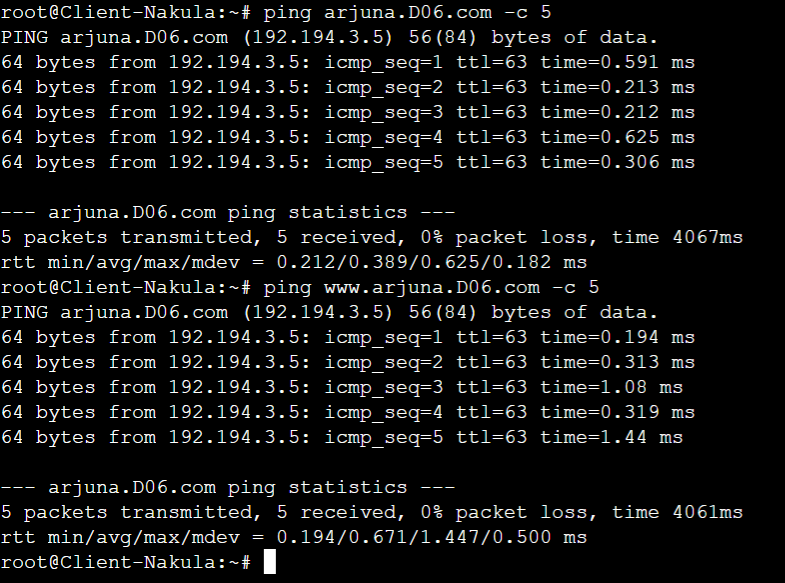 root@Client-Nakula:~# ping arjuna.D06.com -c 5
PING arjuna.D06.com (192.194.3.5) 56(84) bytes of data.
64 bytes from 192.194.3.5: icmp_seq=1 ttl=63 time=0.591 ms
64 bytes from 192.194.3.5: icmp_seq=2 ttl=63 time=0.213 ms
64 bytes from 192.194.3.5: icmp_seq=3 ttl=63 time=0.212 ms
64 bytes from 192.194.3.5: icmp_seq=4 ttl=63 time=0.625 ms
64 bytes from 192.194.3.5: icmp_seq=5 ttl=63 time=0.306 ms

--- arjuna.D06.com ping statistics ---
5 packets transmitted, 5 received, 0% packet loss, time 4067ms
rtt min/avg/max/mdev = 0.212/0.389/0.625/0.182 ms
root@Client-Nakula:~# ping www.arjuna.D06.com -c 5
PING arjuna.D06.com (192.194.3.5) 56(84) bytes of data.
64 bytes from 192.194.3.5: icmp_seq=1 ttl=63 time=0.194 ms
64 bytes from 192.194.3.5: icmp_seq=2 ttl=63 time=0.313 ms
64 bytes from 192.194.3.5: icmp_seq=3 ttl=63 time=1.08 ms
64 bytes from 192.194.3.5: icmp_seq=4 ttl=63 time=0.319 ms
64 bytes from 192.194.3.5: icmp_seq=5 ttl=63 time=1.44 ms

--- arjuna.D06.com ping statistics ---
5 packets transmitted, 5 received, 0% packet loss, time 4061ms
rtt min/avg/max/mdev = 0.194/0.671/1.447/0.500 ms
root@Client-Nakula:~#